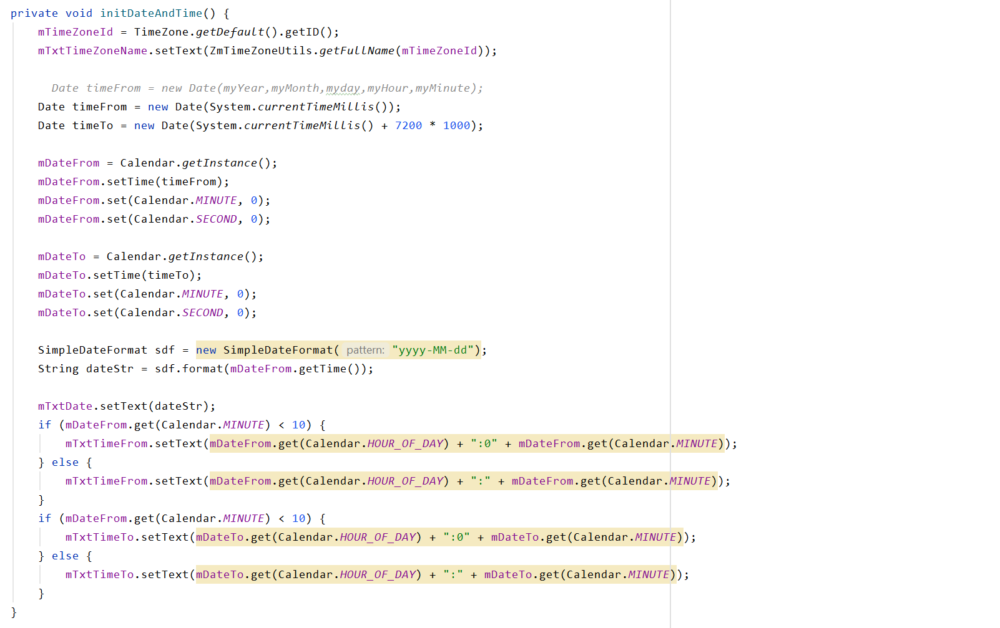 private void initDateAndTime() {
    mTimeZoneId = TimeZone.getDefault().getID();
    mTxtTimeZoneName.setText(ZmTimeZoneUtils.getFullName(mTimeZoneId));

      Date timeFrom = new Date(myYear,myMonth,myday,myHour,myMinute);
    Date timeFrom = new Date(System.currentTimeMillis());
    Date timeTo = new Date(System.currentTimeMillis() + 7200 * 1000);

    mDateFrom = Calendar.getInstance();
    mDateFrom.setTime(timeFrom);
    mDateFrom.set(Calendar.MINUTE, 0);
    mDateFrom.set(Calendar.SECOND, 0);

    mDateTo = Calendar.getInstance();
    mDateTo.setTime(timeTo);
    mDateTo.set(Calendar.MINUTE, 0);
    mDateTo.set(Calendar.SECOND, 0);

    SimpleDateFormat sdf = new SimpleDateFormat( pattern: "yyyy-MM-dd");
    String dateStr = sdf.format(mDateFrom.getTime());

    mTxtDate.setText(dateStr);
    if (mDateFrom.get(Calendar.MINUTE) < 10) {
        mTxtTimeFrom.setText(mDateFrom.get(Calendar.HOUR_OF_DAY) + ":0" + mDateFrom.get(Calendar.MINUTE));
    } else {
        mTxtTimeFrom.setText(mDateFrom.get(Calendar.HOUR_OF_DAY) + ":" + mDateFrom.get(Calendar.MINUTE));
    }
    if (mDateFrom.get(Calendar.MINUTE) < 10) {
        mTxtTimeTo.setText(mDateTo.get(Calendar.HOUR_OF_DAY) + ":0" + mDateTo.get(Calendar.MINUTE));
    } else {
        mTxtTimeTo.setText(mDateTo.get(Calendar.HOUR_OF_DAY) + ":" + mDateTo.get(Calendar.MINUTE));
    }
}